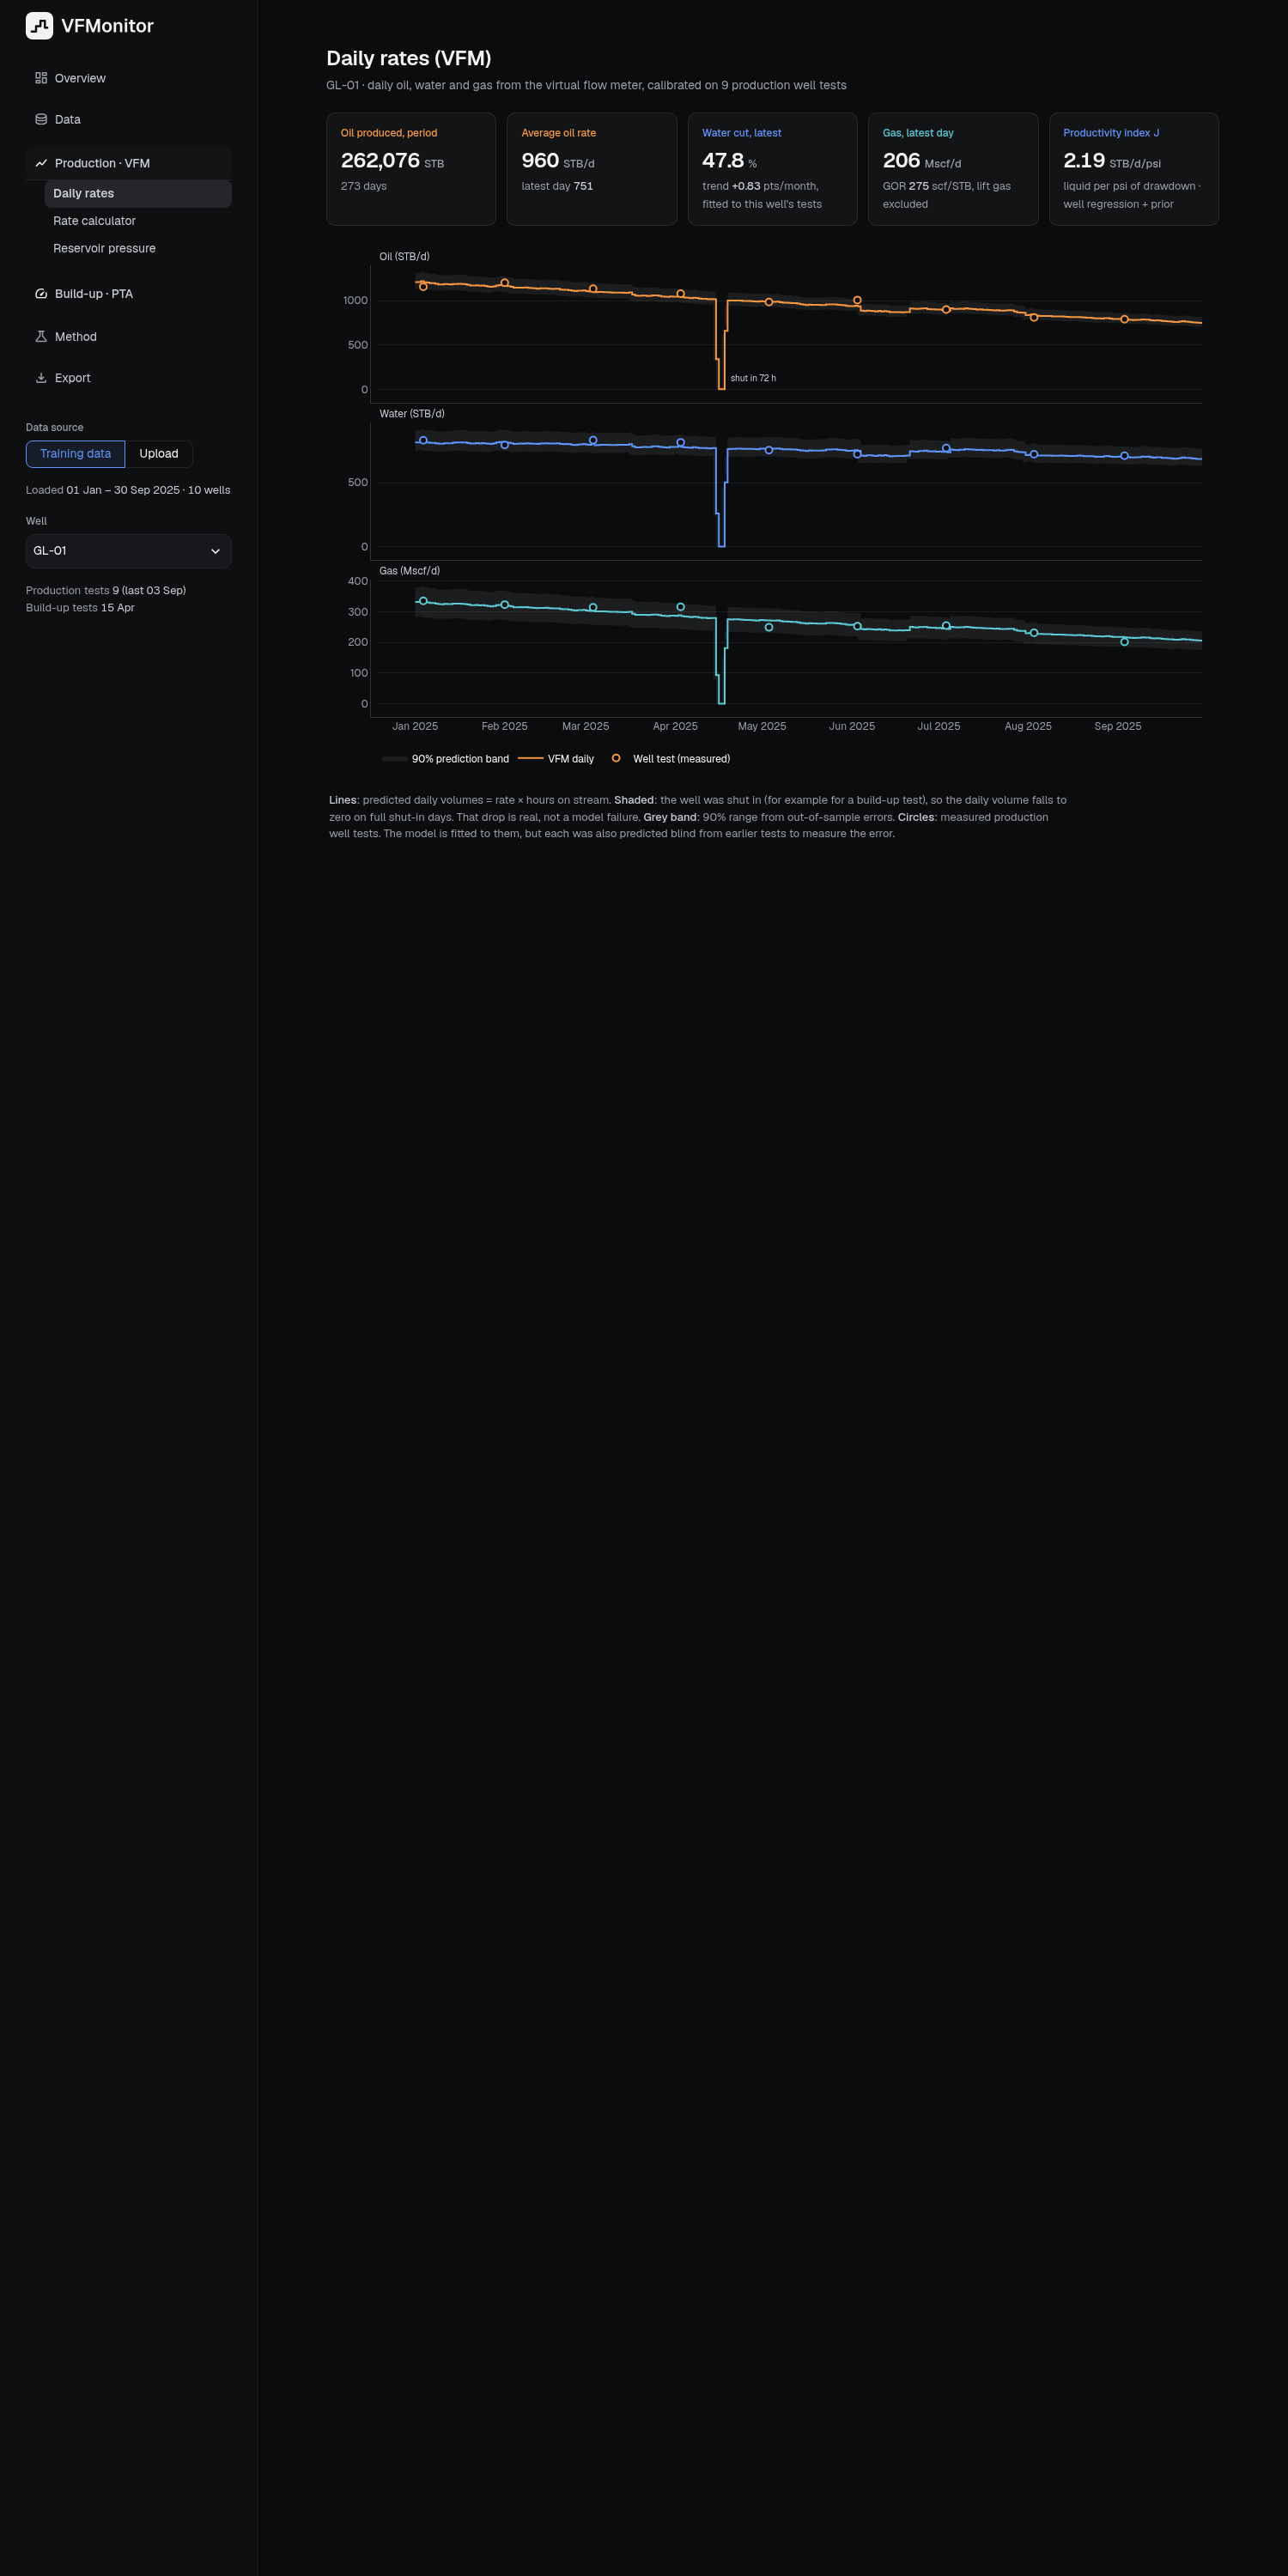 VFMonitor
Overview
Data
Production · VFM
Daily rates
Rate calculator
Reservoir pressure
Build-up · PTA
Method
Export
Data source
Training data
Upload
Loaded 01 Jan – 30 Sep 2025 · 10 wells
Well
GL-01
Production tests 9 (last 03 Sep)
Build-up tests 15 Apr
Daily rates (VFM)
GL-01 · daily oil, water and gas from the virtual flow meter, calibrated on 9 production well tests
Oil produced, period
262,076 STB
273 days
Average oil rate
960 STB/d
latest day 751
Water cut, latest
47.8 %
trend +0.83 pts/month,
fitted to this well's tests
Gas, latest day
206 Mscf/d
GOR 275 scf/STB, lift gas
excluded
Productivity index J
2.19 STB/d/psi
liquid per psi of drawdown ·
well regression + prior
Oil (STB/d)
1000
500
0
shut in 72 h
Water (STB/d)
500
0
Gas (Mscf/d)
400
300
200
100
0
Jan 2025 Feb 2025 Mar 2025 Apr 2025 May 2025 Jun 2025 Jul 2025 Aug 2025 Sep 2025
90% prediction band VFM daily Well test (measured)
Lines: predicted daily volumes = rate × hours on stream. Shaded: the well was shut in (for example for a build-up test), so the daily volume falls to
zero on full shut-in days. That drop is real, not a model failure. Grey band: 90% range from out-of-sample errors. Circles: measured production
well tests. The model is fitted to them, but each was also predicted blind from earlier tests to measure the error.